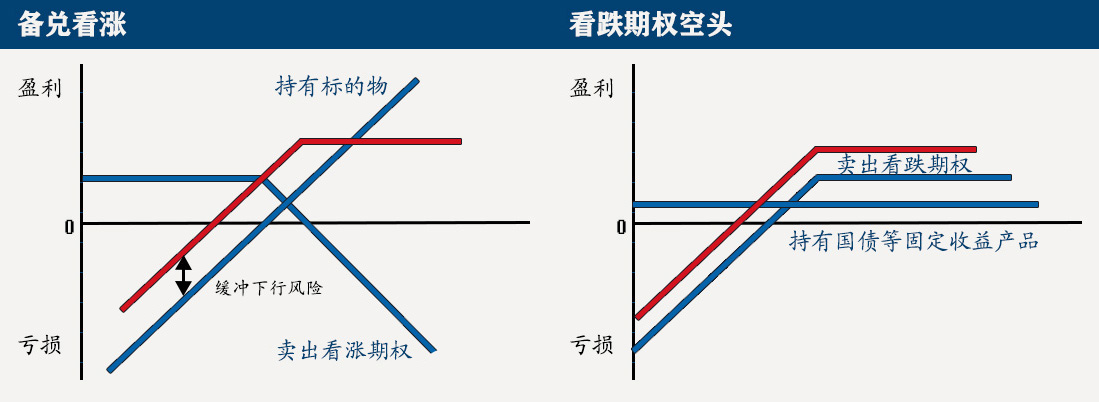 备兑看涨
盈利
持有标的物
0
缓冲下行风险
亏损
卖出看涨期权
看跌期权空头
盈利
卖出看跌期权
0
持有国债等固定收益产品
亏损